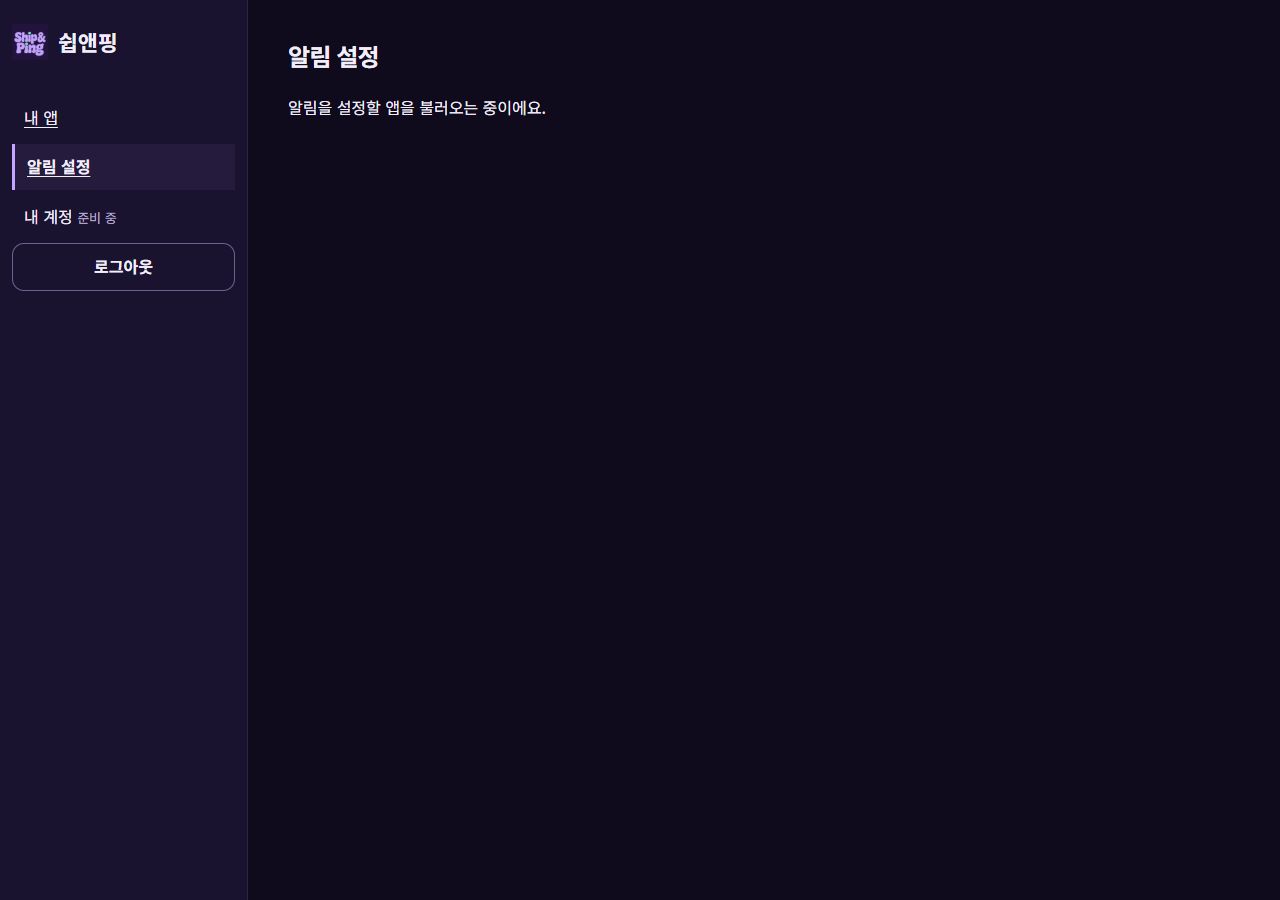 Ship&
Ping
쉽앤핑
내 앱
알림 설정
내 계정 준비 중
로그아웃
알림 설정
알림을 설정할 앱을 불러오는 중이에요.